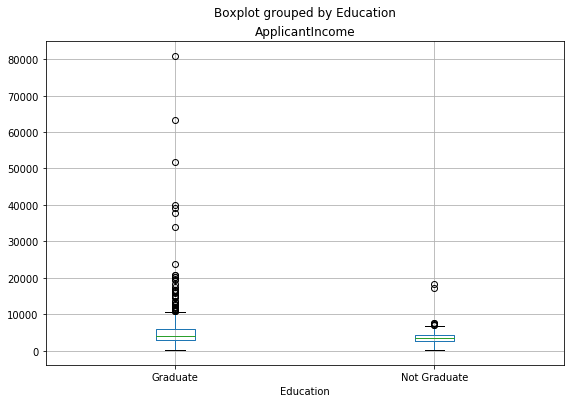 Boxplot grouped by Education
ApplicantIncome
80000
70000
60000
50000
40000
30000
20000
10000
0
Graduate
Not Graduate
Education